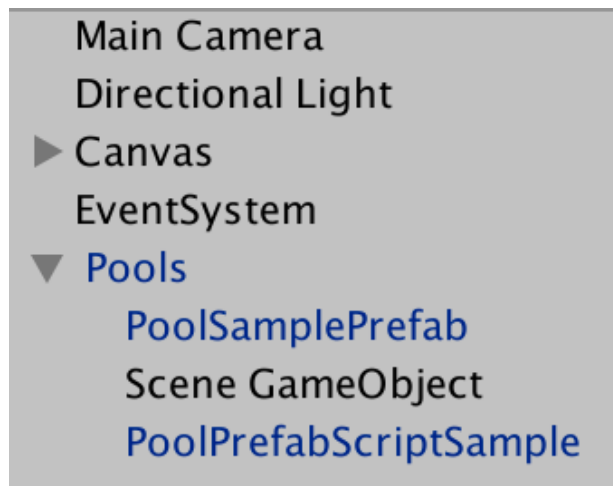 Main Camera
Directional Light
Canvas
EventSystem
Pools
PoolSamplePrefab
Scene GameObject
PoolPrefabScriptSample